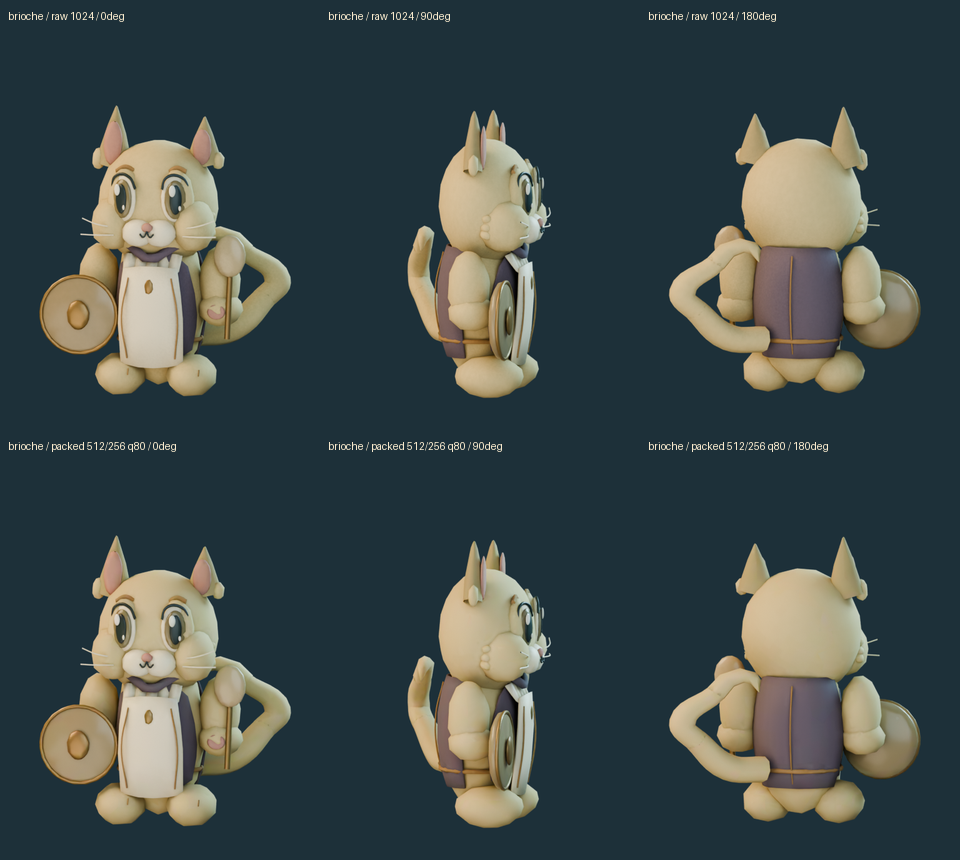 brioche / raw 1024 / 0deg
brioche / raw 1024 / 90deg
brioche / raw 1024 / 180deg
brioche / packed 512/256 q80 / 0deg
brioche / packed 512/256 q80 / 90deg
brioche / packed 512/256 q80 / 180deg